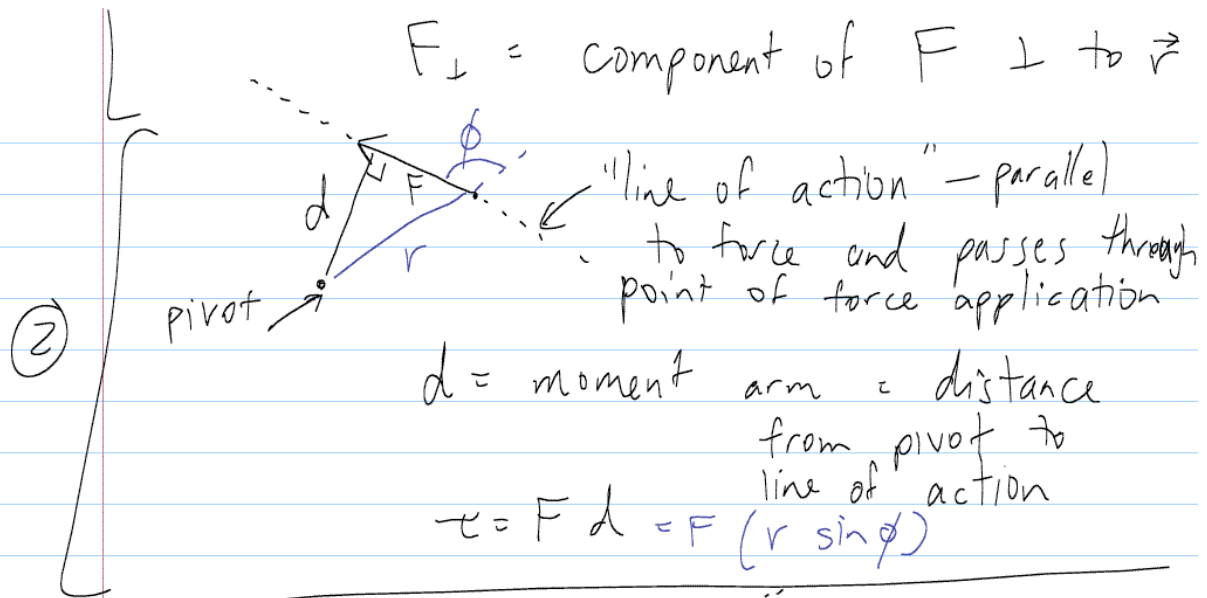 F⊥ = component of F ⊥ to r⃗
ϕ
d
F
r
"line of action" – parallel
to force and passes through
point of force application
pivot
②
d = moment arm = distance
from pivot to
line of action
τ = F d = F (r sin ϕ)